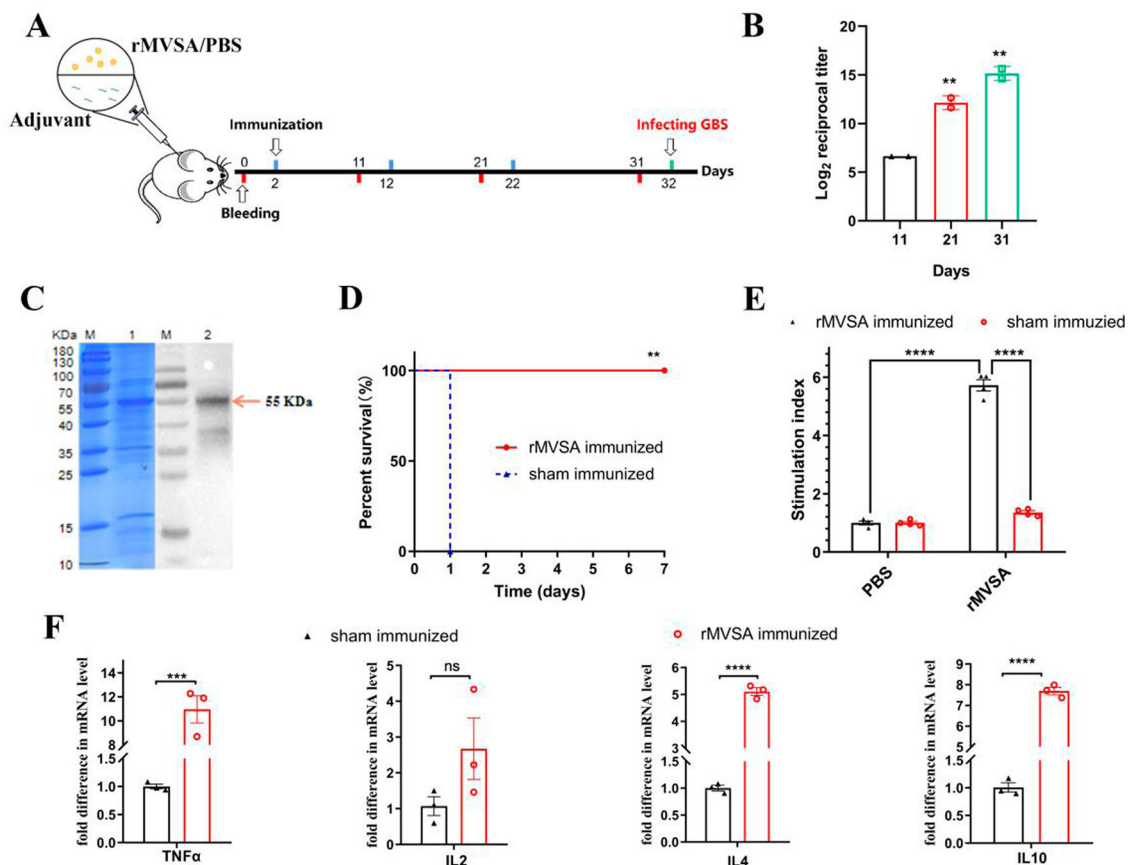 A
rMVSA/PBS
Adjuvant
Immunization
Infecting GBS
0 11 21 31
Days
2 12 22 32
Bleeding
B
Log2 reciprocal titer
20
15
10
5
0
** **
11 21 31
Days
C
KDa M 1 M 2
180
130
100
70
55
40
35
25
15
10
55 KDa
D
Percent survival (%)
100
50
0
**
rMVSA immunized
sham immunized
0 1 2 3 4 5 6 7
Time (days)
E
rMVSA immunized sham immuzied
Stimulation index
6
4
2
0
**** ****
PBS rMVSA
F
sham immunized rMVSA immunized
fold difference in mRNA level
14
12
10
8
1.5
1.0
0.5
0.0
***
TNFα
fold difference in mRNA level
5
4
3
2
1
0
ns
IL2
fold difference in mRNA level
6
5
4
3
1.5
1.0
0.5
0.0
****
IL4
fold difference in mRNA level
9
8
7
6
5
1.5
1.0
0.5
0.0
****
IL10